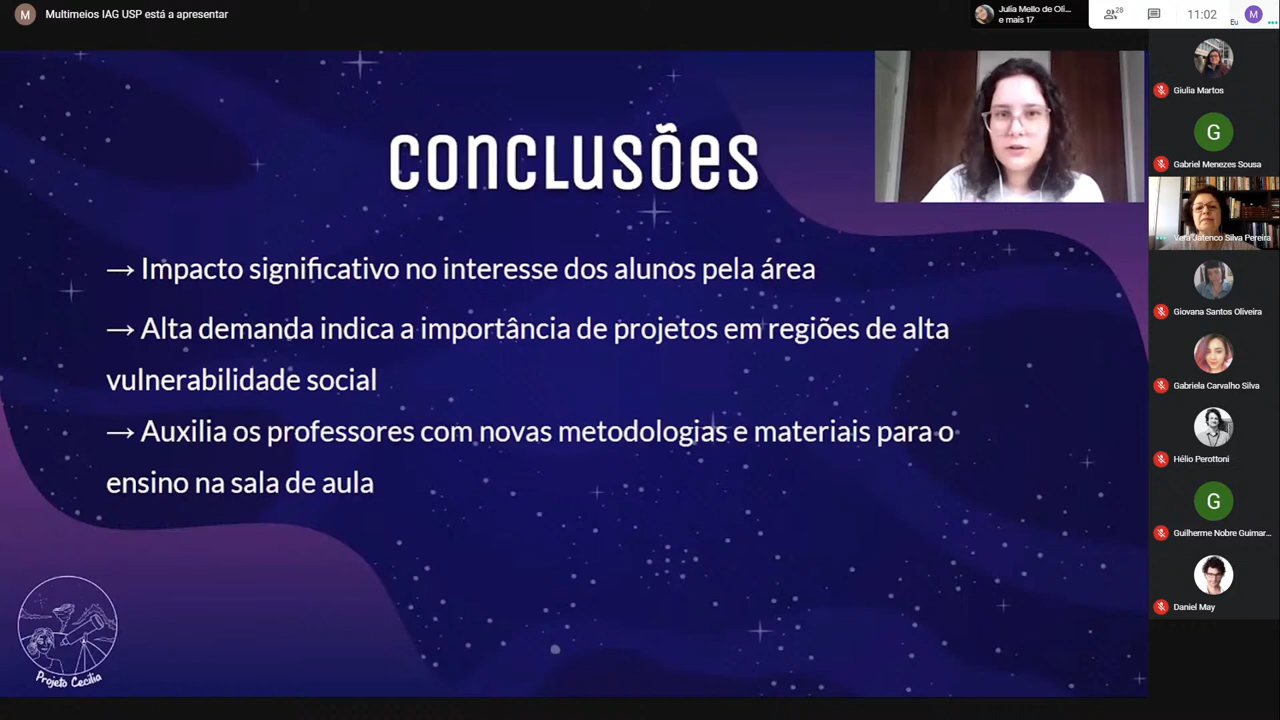 M
Multimeios IAG USP está a apresentar
Julia Mello de Oli...
e mais 17
28
11:02
Eu
M
conclusões
→ Impacto significativo no interesse dos alunos pela área
→ Alta demanda indica a importância de projetos em regiões de alta
vulnerabilidade social
→ Auxilia os professores com novas metodologias e materiais para o
ensino na sala de aula
Projeto Cecília
Giulia Martos
G
Gabriel Menezes Sousa
Vera Jatenco Silva Pereira
Giovana Santos Oliveira
Gabriela Carvalho Silva
Hélio Perottoni
G
Guilherme Nobre Guimar...
Daniel May